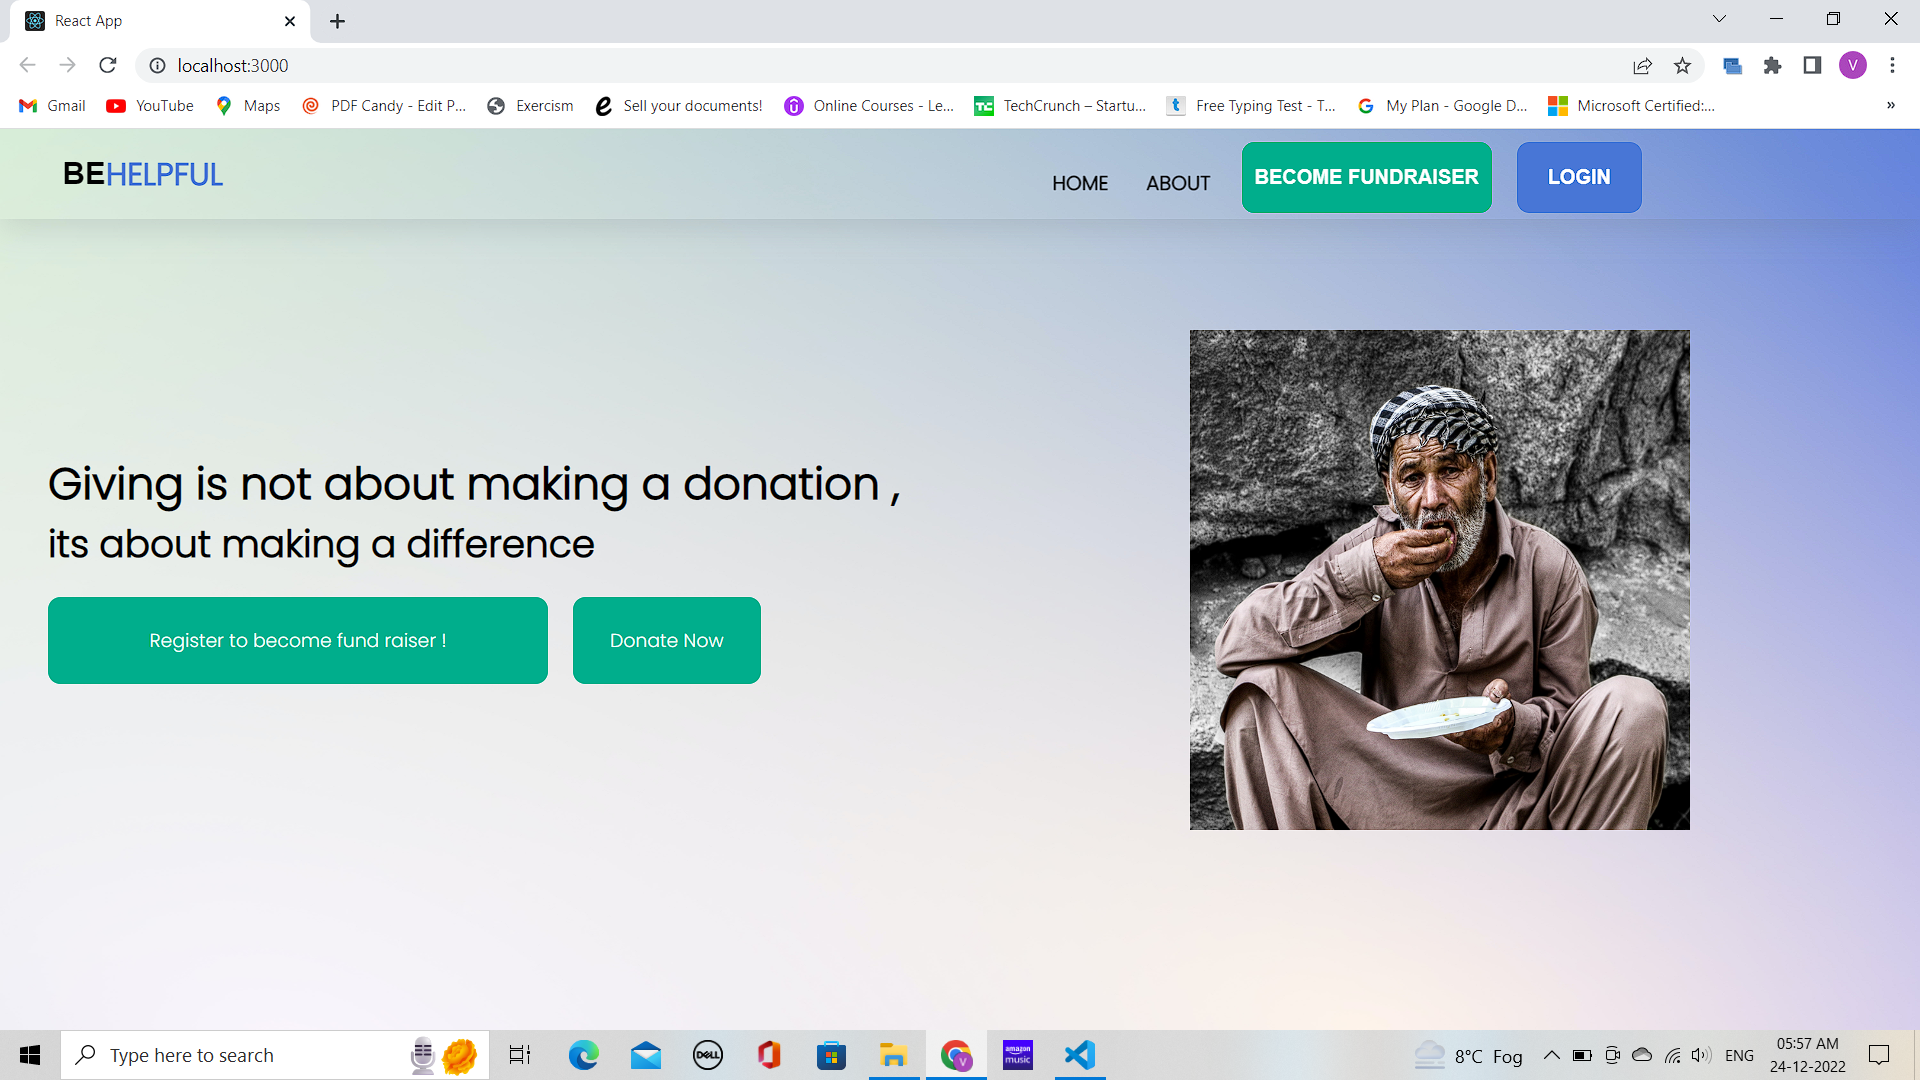 React App
localhost:3000
V
Gmail
YouTube
Maps
PDF Candy - Edit P...
Exercism
Sell your documents!
Online Courses - Le...
TechCrunch – Startu...
Free Typing Test - T...
My Plan - Google D...
Microsoft Certified:...
»
BEHELPFUL
HOME
ABOUT
BECOME FUNDRAISER
LOGIN
Giving is not about making a donation ,
its about making a difference
Register to become fund raiser !
Donate Now
Type here to search
DELL
V
amazon
music
8°C Fog
ENG
05:57 AM
24-12-2022